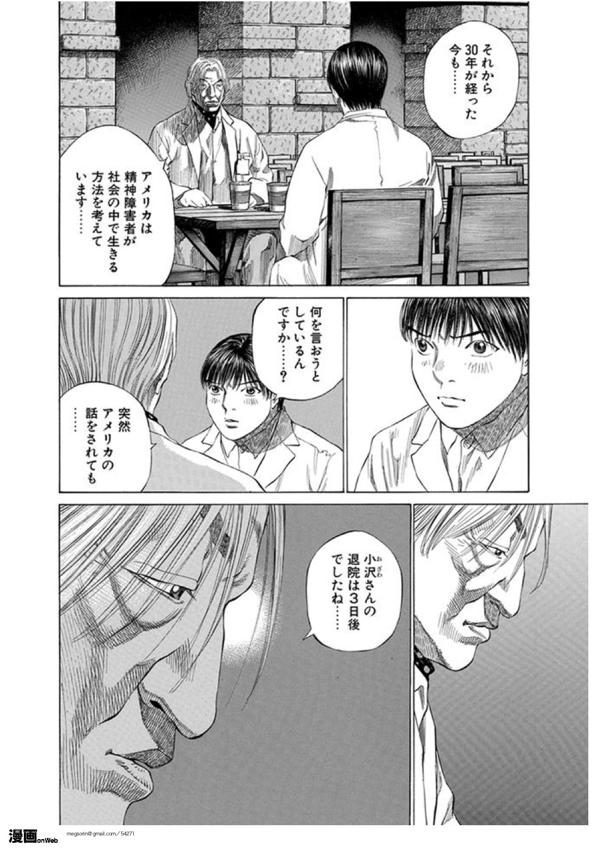 それから
30年が経った
今も……
アメリカは
精神障害者が
社会の中で生きる
方法を考えて
います……
何を言おうと
しているん
ですか……?
突然
アメリカの
話をされても
……
小沢さんの
おざわ
退院は3日後
でしたね……
漫画onWeb
megaorin@gmail.com/54271